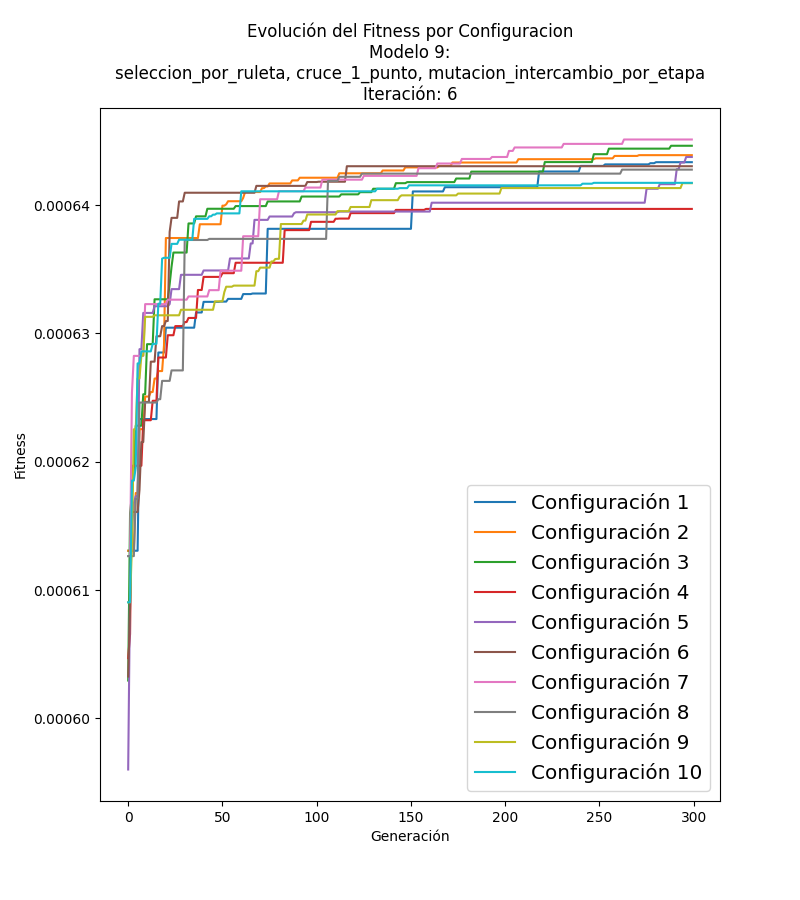 Evolución del Fitness por Configuracion
Modelo 9:
seleccion_por_ruleta, cruce_1_punto, mutacion_intercambio_por_etapa
Iteración: 6
Fitness
0.00064
0.00063
0.00062
0.00061
0.00060
Configuración 1
Configuración 2
Configuración 3
Configuración 4
Configuración 5
Configuración 6
Configuración 7
Configuración 8
Configuración 9
Configuración 10
0 50 100 150 200 250 300
Generación